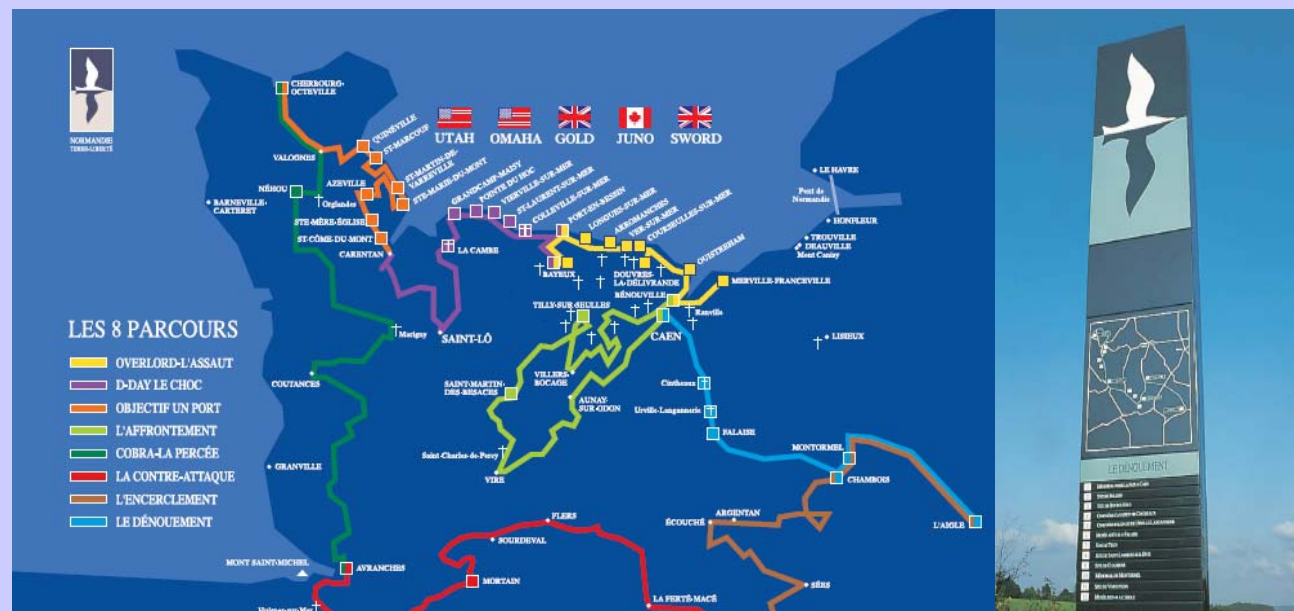 NORMANDIE
TERRE-LIBERTÉ
CHERBOURG-
OCTEVILLE
QUINÉVILLE
ST-MARCOUF
UTAH
OMAHA
GOLD
JUNO
SWORD
VALOGNES
ST-MARTIN-DE-
VARREVILLE
STE-MARIE-DU-MONT
AZEVILLE
NÉHOU
Orglandes
BARNEVILLE-
CARTERET
STE-MÈRE-ÉGLISE
ST-CÔME-DU-MONT
CARENTAN
GRANDCAMP-MAISY
POINTE DU HOC
VIERVILLE-SUR-MER
ST-LAURENT-SUR-MER
COLLEVILLE-SUR-MER
PORT-EN-BESSIN
LONGUES-SUR-MER
ARROMANCHES
VER-SUR-MER
COURSEULLES-SUR-MER
OUISTREHAM
LE HAVRE
Pont de
Normandie
HONFLEUR
TROUVILLE
DEAUVILLE
Mont Canisy
LA CAMBE
BAYEUX
DOUVRES-
LA-DÉLIVRANDE
MERVILLE-FRANCEVILLE
BÉNOUVILLE
TILLY-SUR-SEULLES
Ranville
LES 8 PARCOURS
Marigny
SAINT-LÔ
CAEN
LISIEUX
OVERLORD-L'ASSAUT
D-DAY LE CHOC
OBJECTIF UN PORT
L'AFFRONTEMENT
COBRA-LA PERCÉE
LA CONTRE-ATTAQUE
L'ENCERCLEMENT
LE DÉNOUEMENT
COUTANCES
SAINT-MARTIN
DES-BESACES
VILLERS-
BOCAGE
AUNAY-
SUR-ODON
Cintheaux
Urville-Langannerie
FALAISE
Saint-Charles-de-Percy
VIRE
GRANVILLE
MONTORMEL
CHAMBOIS
L'AIGLE
ÉCOUCHÉ
ARGENTAN
FLERS
SOURDEVAL
MONT SAINT-MICHEL
AVRANCHES
MORTAIN
SÉES
LA FERTÉ-MACÉ
LE DÉNOUEMENT